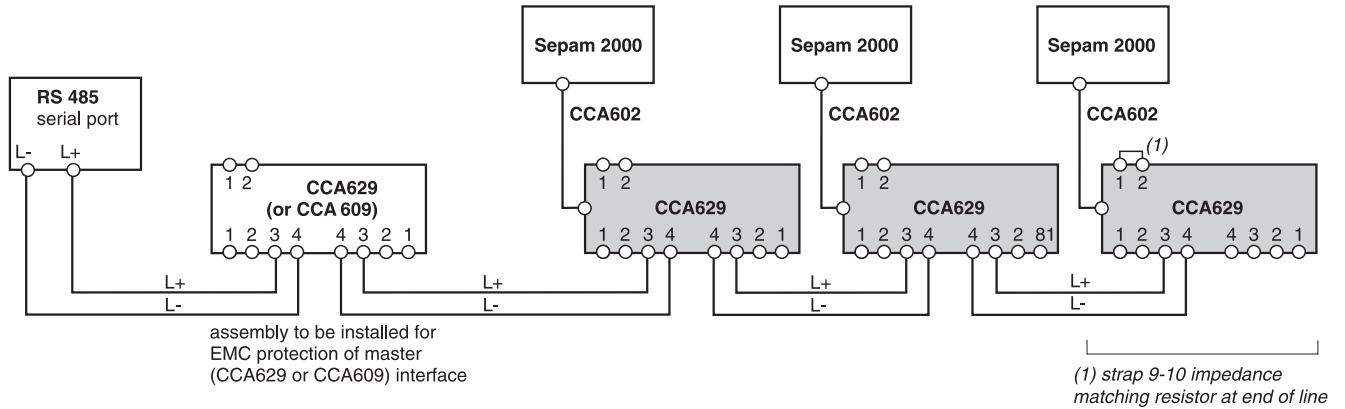 Sepam 2000
Sepam 2000
Sepam 2000
RS 485
serial port
L- L+
CCA602
CCA602
CCA602
(1)
1 2
CCA629
(or CCA 609)
1 2 3 4 4 3 2 1
1 2
CCA629
1 2 3 4 4 3 2 1
1 2
CCA629
1 2 3 4 4 3 2 81
1 2
CCA629
1 2 3 4 4 3 2 1
L+
L-
L+
L-
L+
L-
L+
L-
assembly to be installed for
EMC protection of master
(CCA629 or CCA609) interface
(1) strap 9-10 impedance
matching resistor at end of line